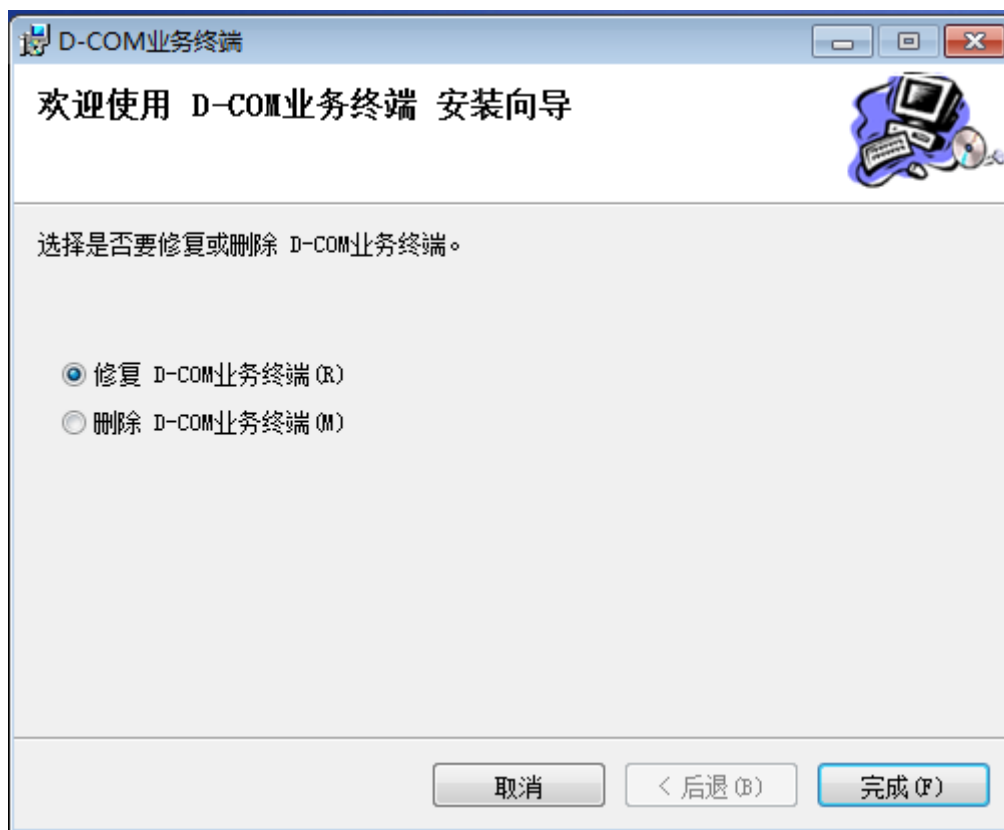 D-COM业务终端
欢迎使用 D-COM业务终端 安装向导
选择是否要修复或删除 D-COM业务终端。
修复 D-COM业务终端(R)
删除 D-COM业务终端(M)
取消
< 后退(B)
完成(F)